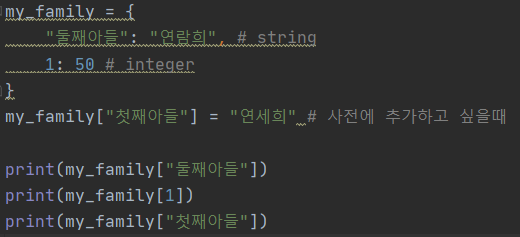 my_family = {
    "둘째아들": "연람희", # string
    1: 50 # integer
}
my_family["첫째아들"] = "연세희" # 사전에 추가하고 싶을때

print(my_family["둘째아들"])
print(my_family[1])
print(my_family["첫째아들"])